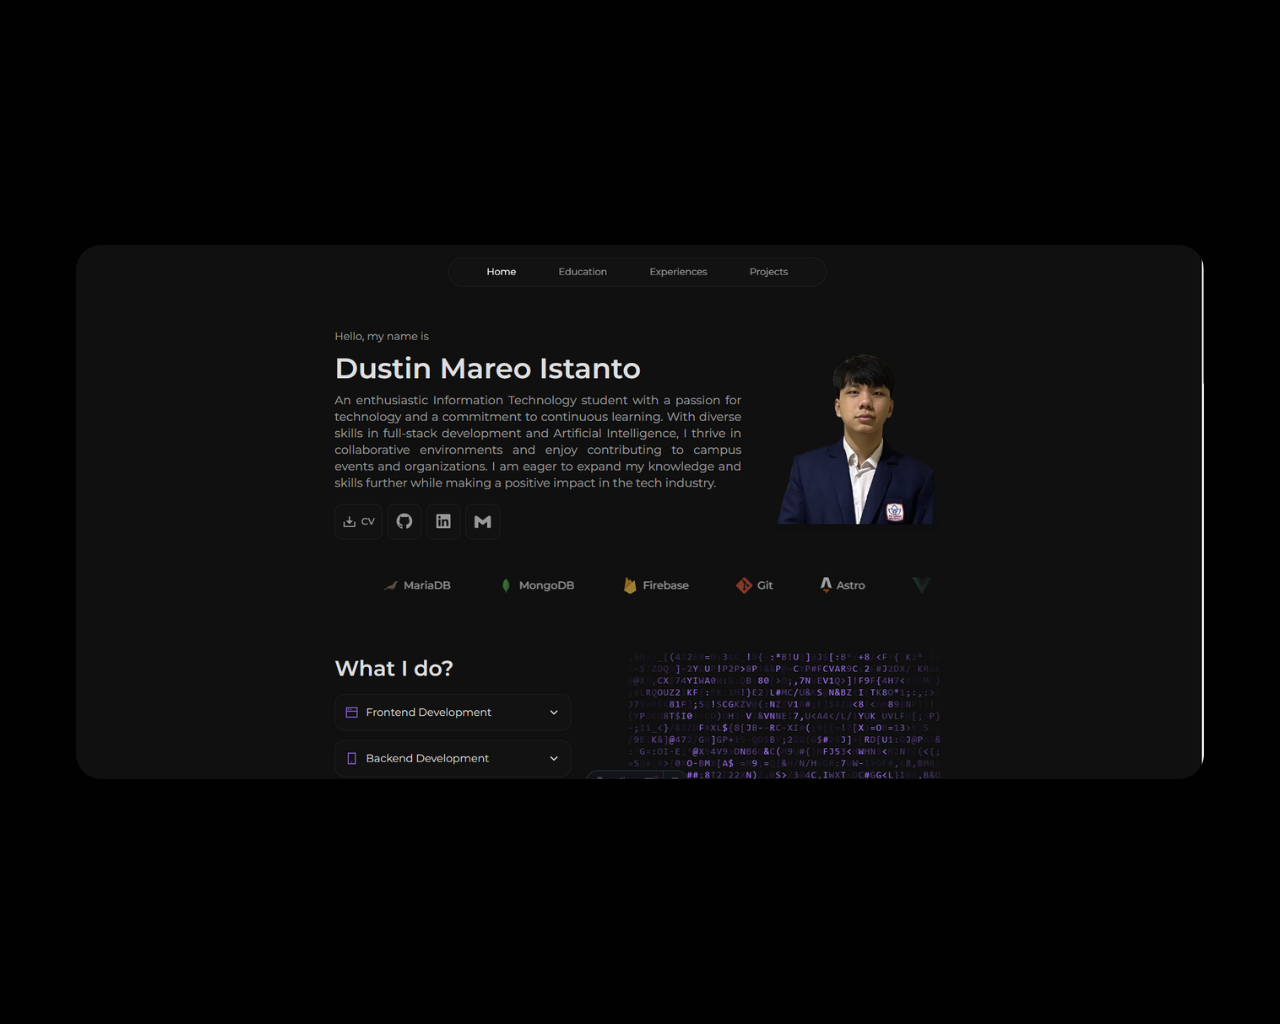 Home Education Experiences Projects
Hello, my name is
Dustin Mareo Istanto
An enthusiastic Information Technology student with a passion for
technology and a commitment to continuous learning. With diverse
skills in full-stack development and Artificial Intelligence, I thrive in
collaborative environments and enjoy contributing to campus
events and organizations. I am eager to expand my knowledge and
skills further while making a positive impact in the tech industry.
CV
MariaDB MongoDB Firebase Git Astro
What I do?
Frontend Development
Backend Development